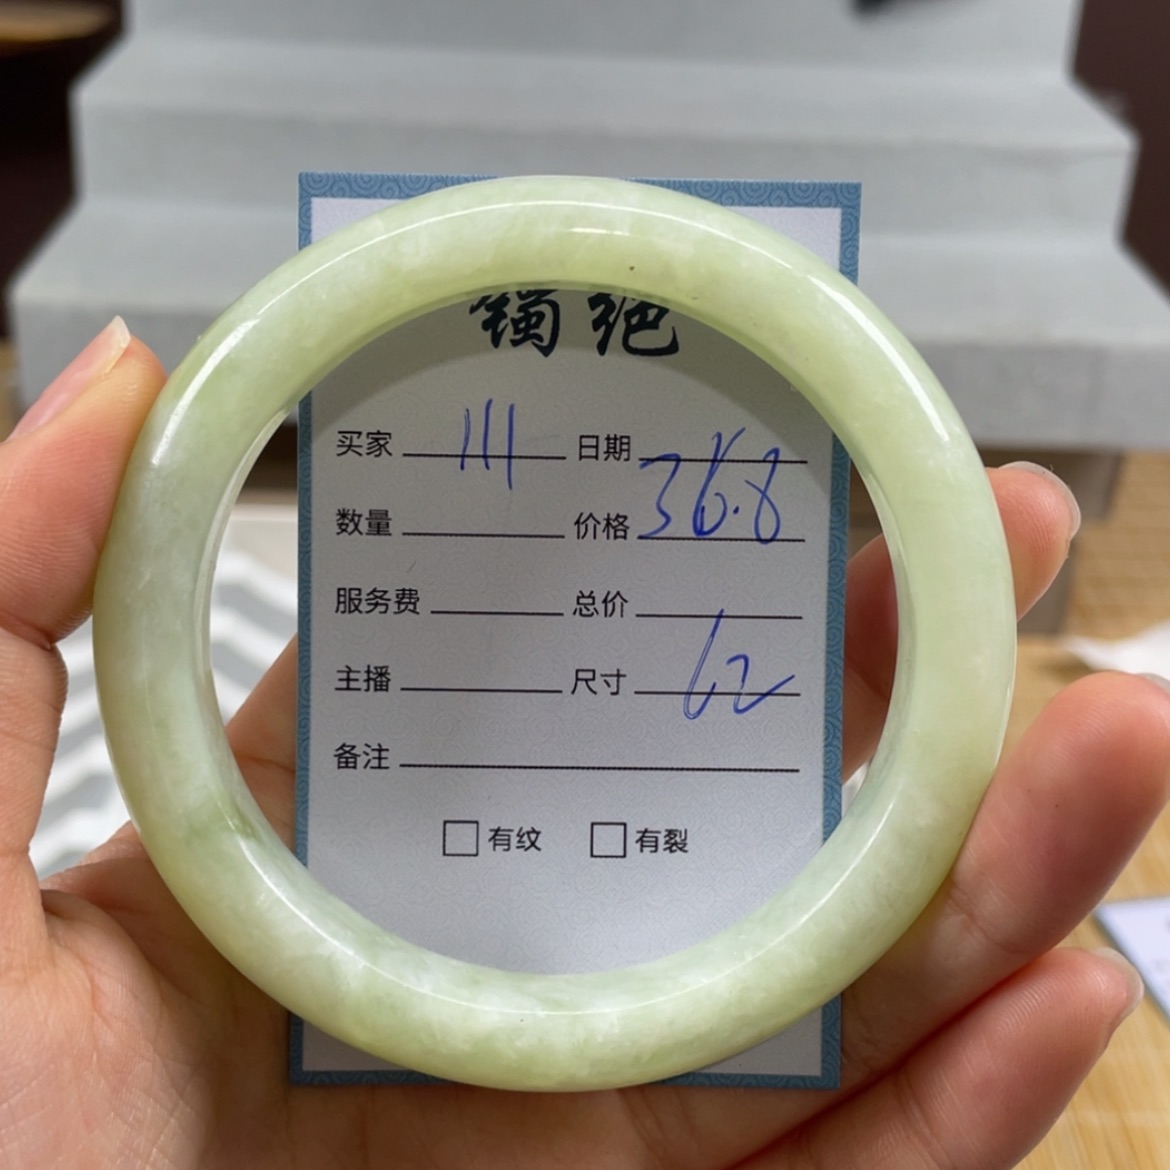 镯绝
买家 111 日期
数量 价格 36.8
服务费 总价
主播 尺寸 62
备注
有纹 有裂